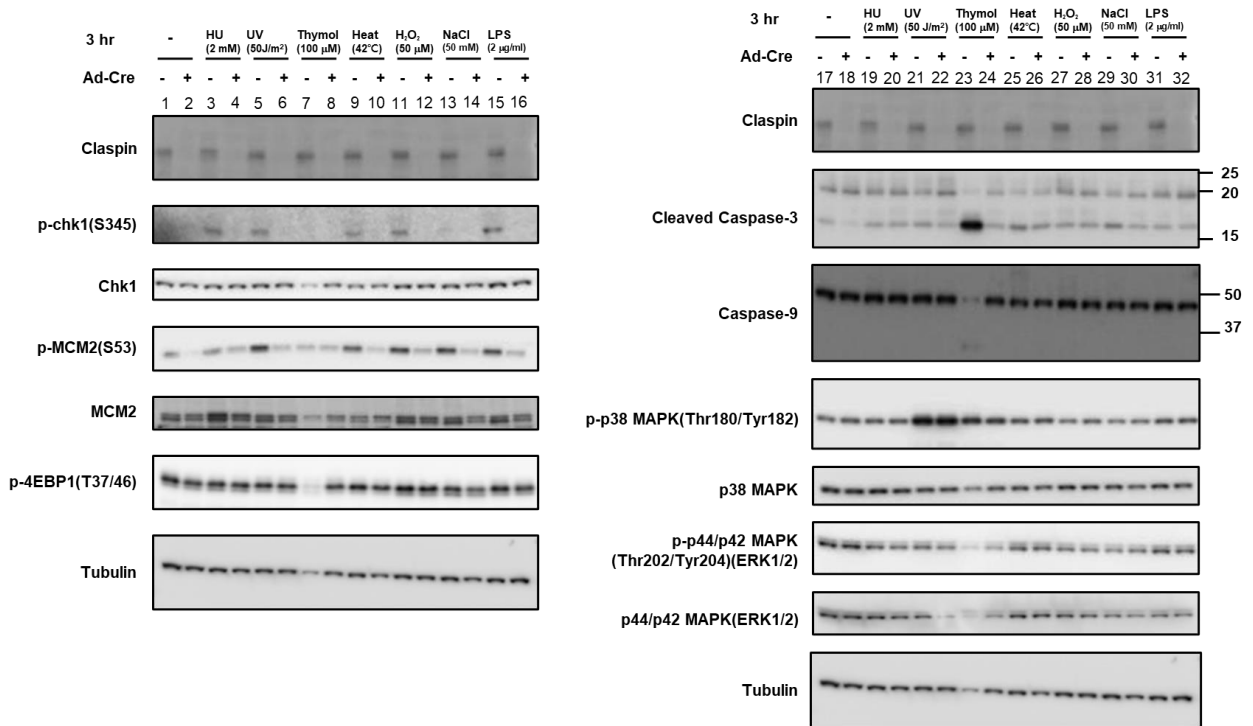 3 hr - HU UV Thymol Heat H₂O₂ NaCl LPS
(2 mM) (50J/m²) (100 µM) (42°C) (50 µM) (50 mM) (2 µg/ml)
Ad-Cre - + - + - + - + - + - + - + - +
1 2 3 4 5 6 7 8 9 10 11 12 13 14 15 16
Claspin
p-chk1(S345)
Chk1
p-MCM2(S53)
MCM2
p-4EBP1(T37/46)
Tubulin
3 hr - HU UV Thymol Heat H₂O₂ NaCl LPS
(2 mM) (50 J/m²) (100 µM) (42°C) (50 µM) (50 mM) (2 µg/ml)
Ad-Cre - + - + - + - + - + - + - + - +
17 18 19 20 21 22 23 24 25 26 27 28 29 30 31 32
Claspin
Cleaved Caspase-3
25
20
15
Caspase-9
50
37
p-p38 MAPK(Thr180/Tyr182)
p38 MAPK
p-p44/p42 MAPK
(Thr202/Tyr204)(ERK1/2)
p44/p42 MAPK(ERK1/2)
Tubulin